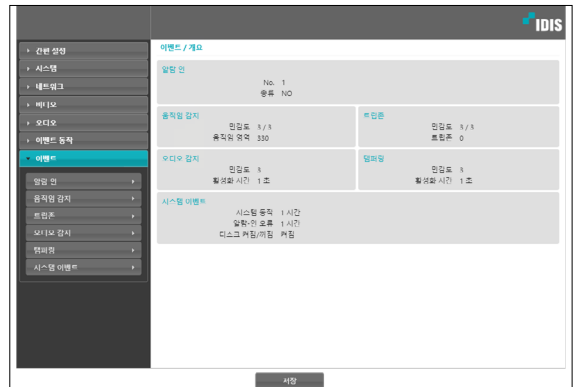 IDIS
간편 설정
시스템
네트워크
비디오
오디오
이벤트 동작
이벤트
알람 인
움직임 감지
트립존
오디오 감지
탬퍼링
시스템 이벤트
이벤트 / 개요
알람 인
No. 1
종류 NO
움직임 감지
민감도 3 / 3
움직임 영역 330
트립존
민감도 3 / 3
트립존 0
오디오 감지
민감도 3
활성화 시간 1 초
탬퍼링
민감도 3
활성화 시간 1 초
시스템 이벤트
시스템 동작 1 시간
알람-인 오류 1 시간
디스크 켜짐/꺼짐 켜짐
저장